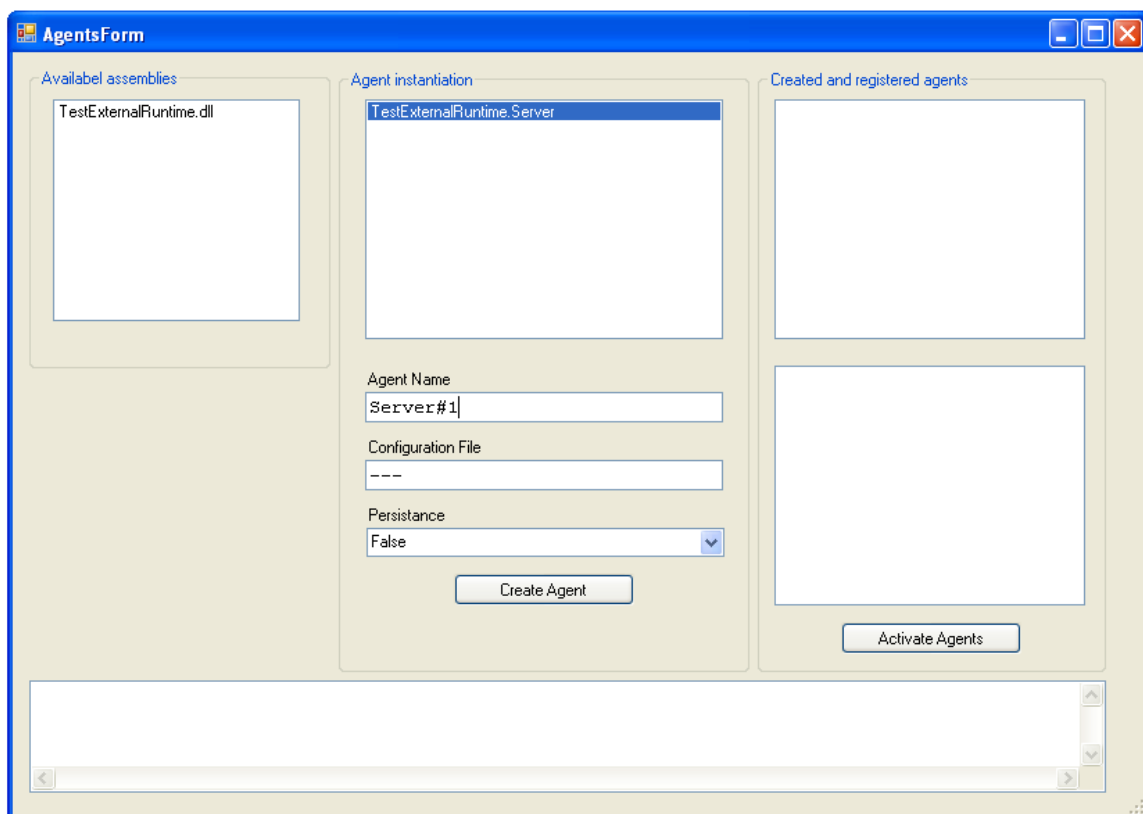 AgentsForm
Availabel assemblies
TestExternalRuntime.dll
Agent instantiation
TestExternalRuntime.Server
Agent Name
Server#1
Configuration File
---
Persistance
False
Create Agent
Created and registered agents
Activate Agents